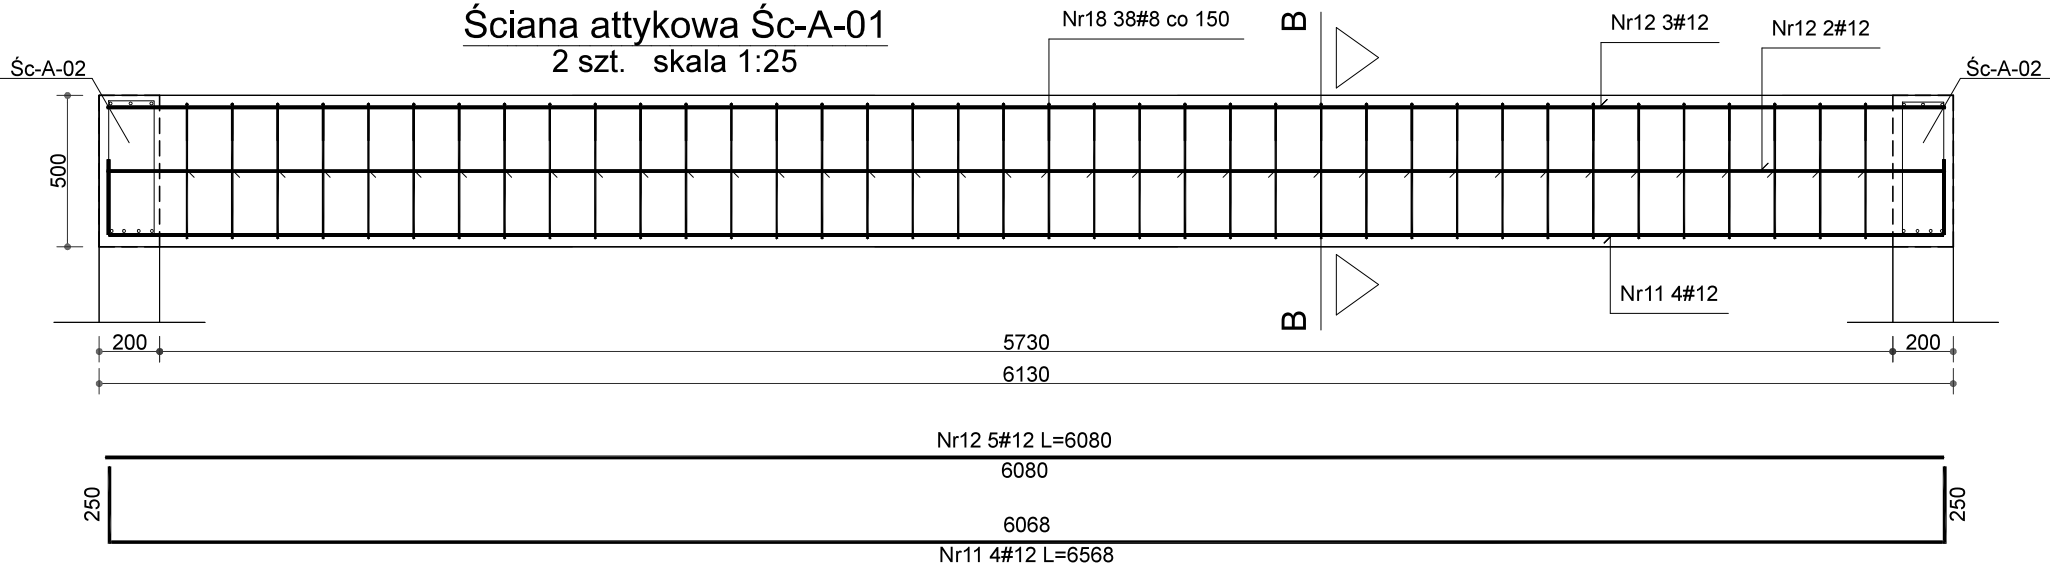 Ściana attykowa Śc-A-01
2 szt. skala 1:25
Nr18 38#8 co 150
B
Nr12 3#12
Nr12 2#12
Śc-A-02
Śc-A-02
500
Nr11 4#12
B
200
5730
200
6130
Nr12 5#12 L=6080
6080
250
250
6068
Nr11 4#12 L=6568